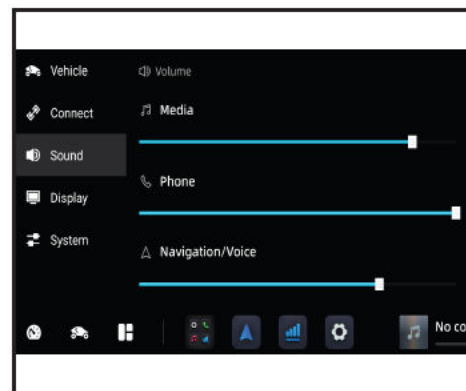 Vehicle
Volume
Connect
Media
Sound
Phone
Display
System
Navigation/Voice
No co